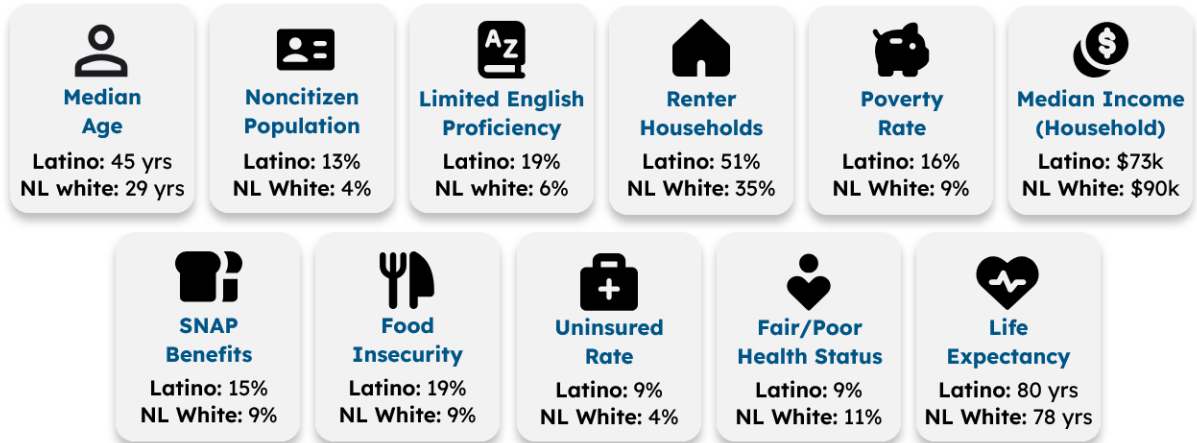 Median
Age
Latino: 45 yrs
NL white: 29 yrs
Noncitizen
Population
Latino: 13%
NL White: 4%
A
Z
Limited English
Proficiency
Latino: 19%
NL white: 6%
Renter
Households
Latino: 51%
NL White: 35%
Poverty
Rate
Latino: 16%
NL White: 9%
$
Median Income
(Household)
Latino: $73k
NL White: $90k
SNAP
Benefits
Latino: 15%
NL White: 9%
Food
Insecurity
Latino: 19%
NL White: 9%
Uninsured
Rate
Latino: 9%
NL White: 4%
Fair/Poor
Health Status
Latino: 9%
NL White: 11%
Life
Expectancy
Latino: 80 yrs
NL White: 78 yrs